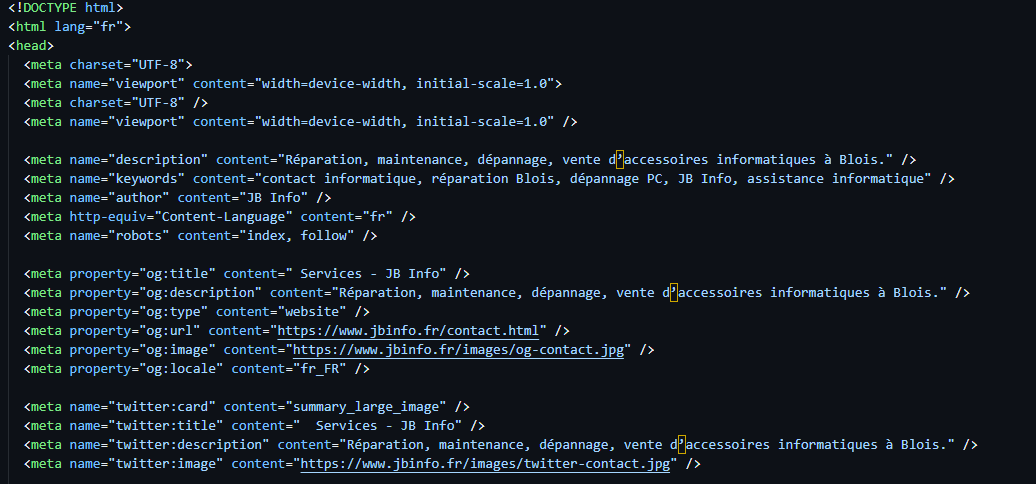 <!DOCTYPE html>
<html lang="fr">
<head>
<meta charset="UTF-8">
<meta name="viewport" content="width=device-width, initial-scale=1.0">
<meta charset="UTF-8" />
<meta name="viewport" content="width=device-width, initial-scale=1.0" />
<meta name="description" content="Réparation, maintenance, dépannage, vente d’accessoires informatiques à Blois." />
<meta name="keywords" content="contact informatique, réparation Blois, dépannage PC, JB Info, assistance informatique" />
<meta name="author" content="JB Info" />
<meta http-equiv="Content-Language" content="fr" />
<meta name="robots" content="index, follow" />
<meta property="og:title" content=" Services - JB Info" />
<meta property="og:description" content="Réparation, maintenance, dépannage, vente d’accessoires informatiques à Blois." />
<meta property="og:type" content="website" />
<meta property="og:url" content="https://www.jbinfo.fr/contact.html" />
<meta property="og:image" content="https://www.jbinfo.fr/images/og-contact.jpg" />
<meta property="og:locale" content="fr_FR" />
<meta name="twitter:card" content="summary_large_image" />
<meta name="twitter:title" content="  Services - JB Info" />
<meta name="twitter:description" content="Réparation, maintenance, dépannage, vente d’accessoires informatiques à Blois." />
<meta name="twitter:image" content="https://www.jbinfo.fr/images/twitter-contact.jpg" />